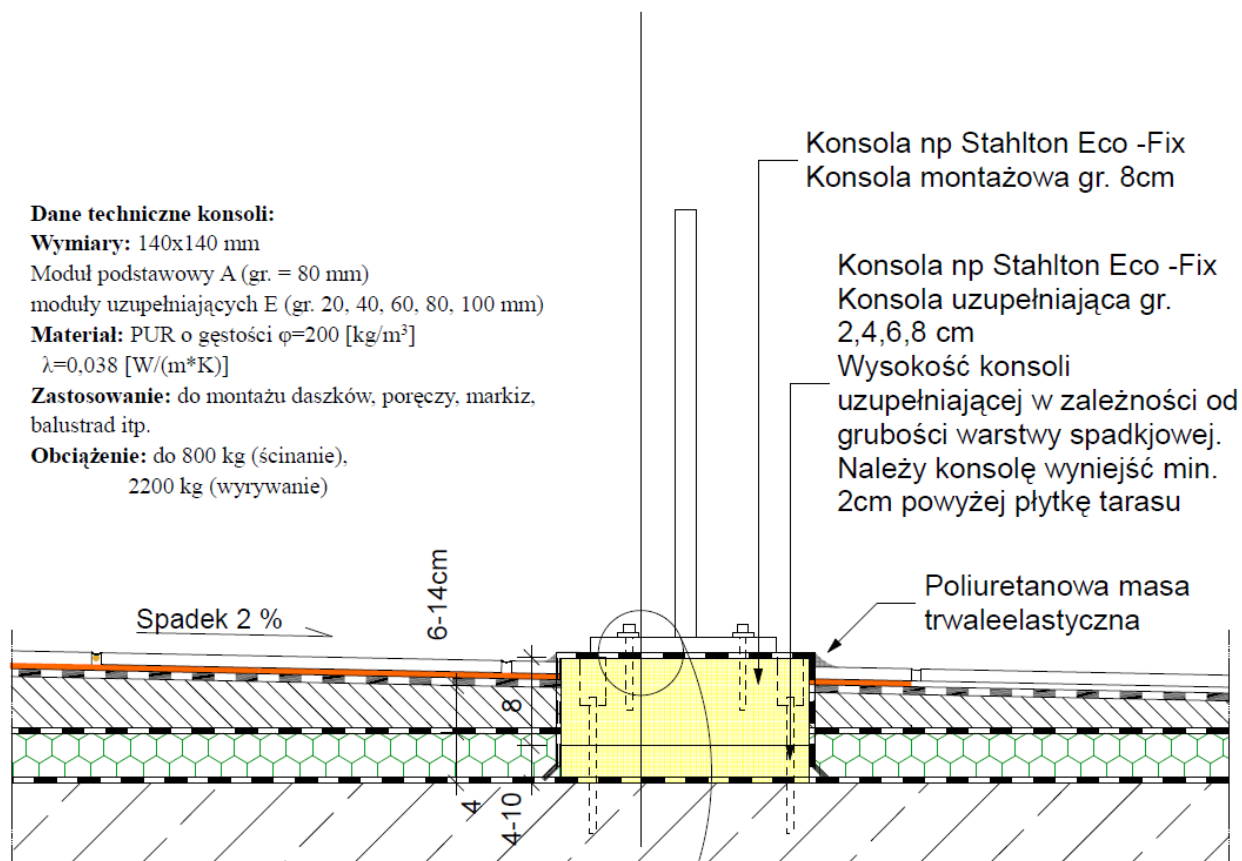 Konsola np Stahlton Eco -Fix
Konsola montażowa gr. 8cm
Dane techniczne konsoli:
Wymiary: 140x140 mm
Moduł podstawowy A (gr. = 80 mm)
moduły uzupełniających E (gr. 20, 40, 60, 80, 100 mm)
Materiał: PUR o gęstości φ=200 [kg/m³]
λ=0,038 [W/(m*K)]
Zastosowanie: do montażu daszków, poręczy, markiz,
balustrad itp.
Obciążenie: do 800 kg (ścinanie),
2200 kg (wyrywanie)
Konsola np Stahlton Eco -Fix
Konsola uzupełniająca gr.
2,4,6,8 cm
Wysokość konsoli
uzupełniającej w zależności od
grubości warstwy spadkjowej.
Należy konsolę wyniejść min.
2cm powyżej płytkę tarasu
Poliuretanowa masa
trwaleelastyczna
Spadek 2 %
6-14cm
8
4
4-10